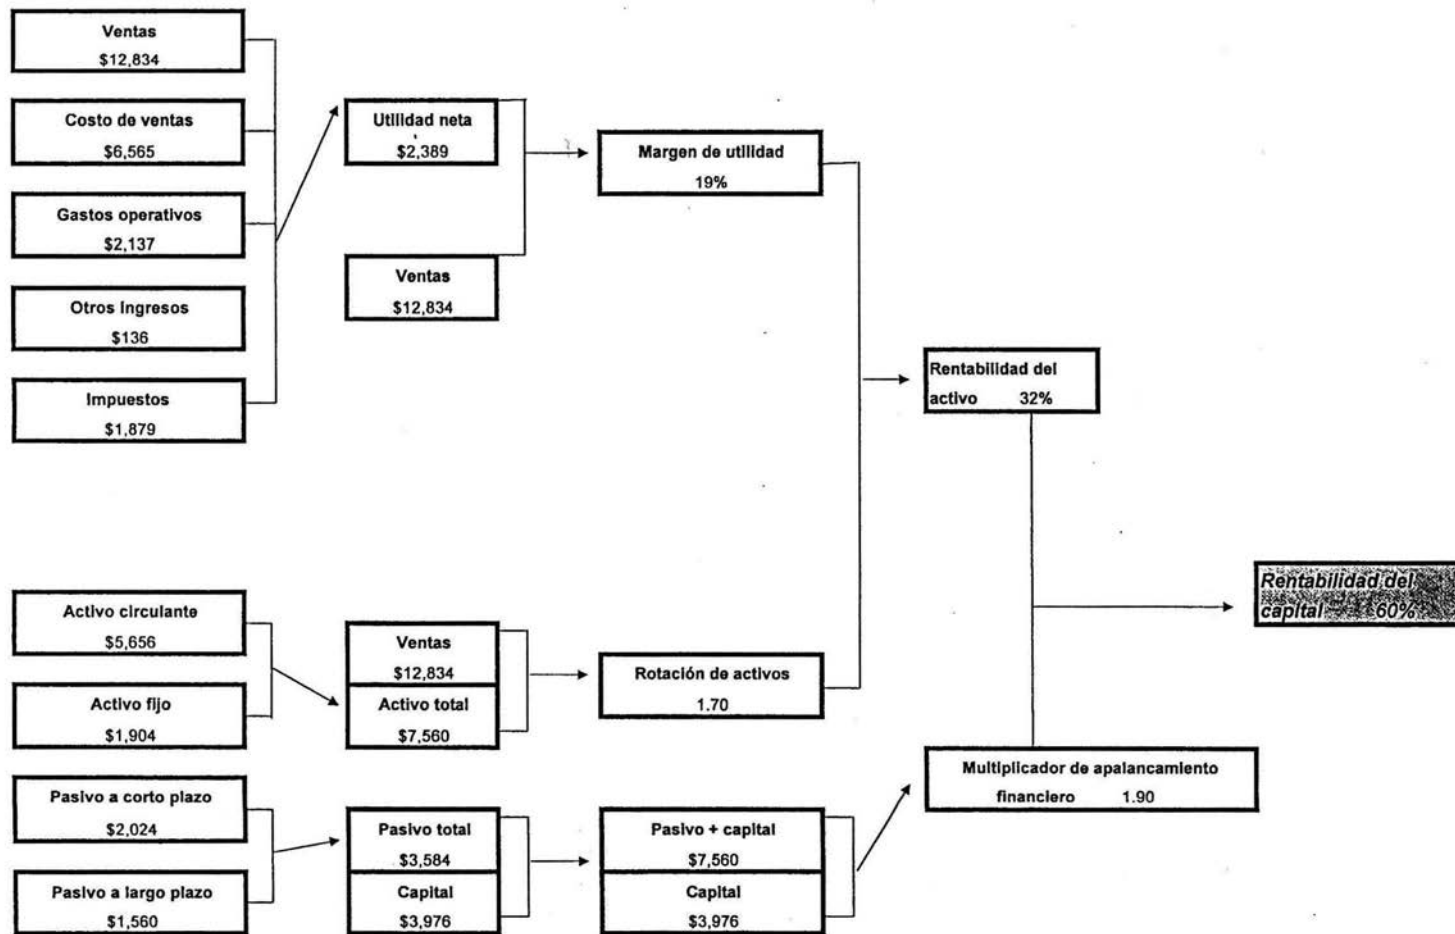 Ventas
$12,834
Costo de ventas
$6,565
Gastos operativos
$2,137
Otros ingresos
$136
Impuestos
$1,879
Utilidad neta
$2,389
Ventas
$12,834
Margen de utilidad
19%
Rentabilidad del
activo 32%
Activo circulante
$5,656
Activo fijo
$1,904
Ventas
$12,834
Activo total
$7,560
Rotación de activos
1.70
Rentabilidad del
capital 60%
Multiplicador de apalancamiento
financiero 1.90
Pasivo a corto plazo
$2,024
Pasivo a largo plazo
$1,560
Pasivo total
$3,584
Capital
$3,976
Pasivo + capital
$7,560
Capital
$3,976